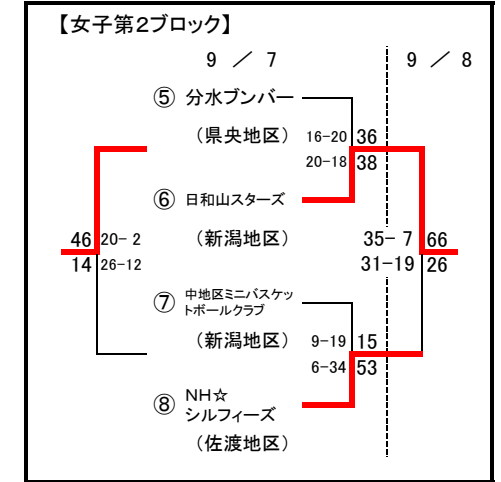 【女子第2ブロック】
9 ／ 7
9 ／ 8
⑤ 分水ブンバー
（県央地区）
16-20 36
20-18 38
⑥ 日和山スターズ
（新潟地区）
46 20- 2
14 26-12
35- 7 66
31-19 26
⑦ 中地区ミニバスケッ
トボールクラブ
（新潟地区）
9-19 15
6-34 53
⑧ NH☆
シルフィーズ
（佐渡地区）